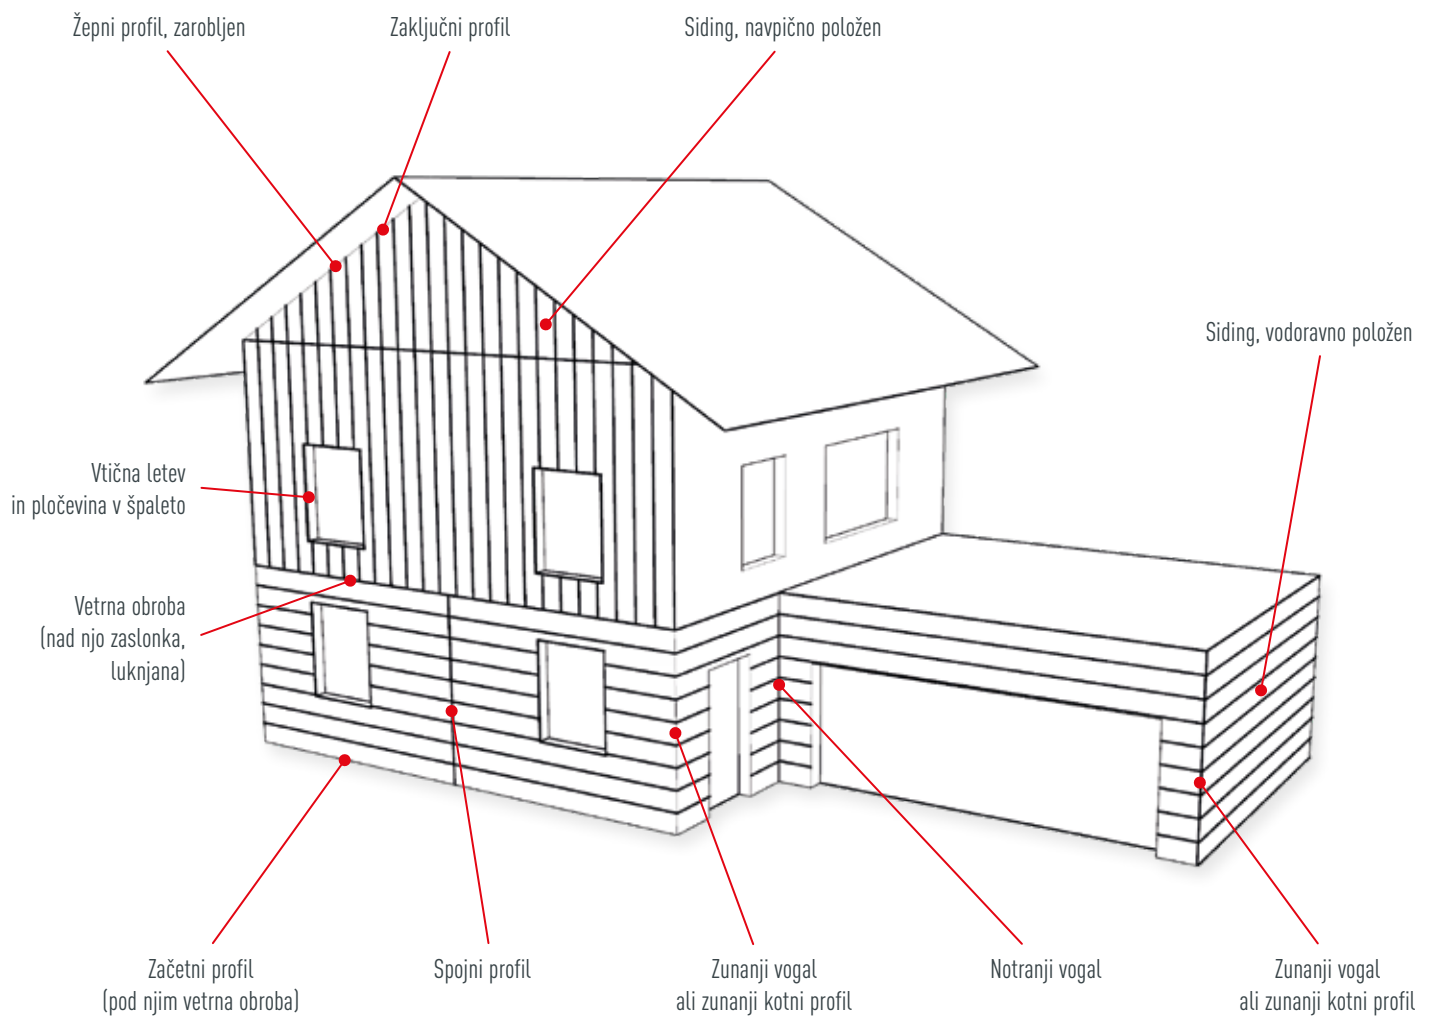 Žepni profil, zarobljen
Zaključni profil
Siding, navpično položen
Siding, vodoravno položen
Vtična letev
in pločevina v špaleto
Vetrna obroba
(nad njo zaslonka,
luknjana)
Začetni profil
(pod njim vetrna obroba)
Spojni profil
Zunanji vogal
ali zunanji kotni profil
Notranji vogal
Zunanji vogal
ali zunanji kotni profil